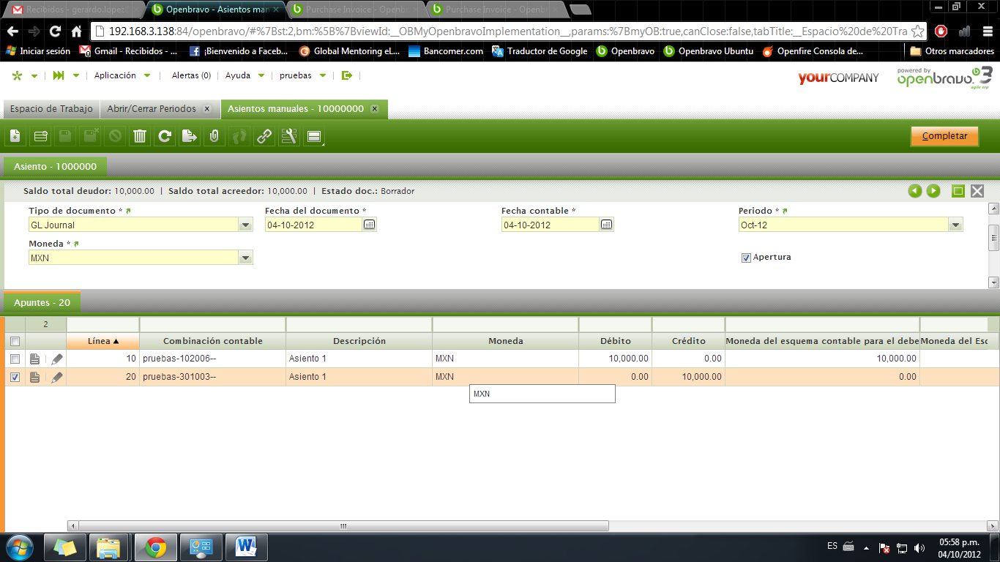 Recibidos - gerardo.lopez
Openbravo - Asientos man
Purchase Invoice - Openb
Purchase Invoice - Openb
192.168.3.138:84/openbravo/#%7Bst:2,bm:%5B%7BviewId:__OBMyOpenbravoImplementation__,params:%7BmyOB:true,canClose:false,tabTitle:__Espacio%20de%20Tra
Iniciar sesión
Gmail - Recibidos - ...
¡Bienvenido a Faceb...
Global Mentoring eL...
Bancomer.com
Traductor de Google
Openbravo
Openbravo Ubuntu
Openfire Consola de...
Otros marcadores
Aplicación
Alertas (0)
Ayuda
pruebas
yourCOMPANY
powered by
openbravo 3
agile erp
Espacio de Trabajo
Abrir/Cerrar Periodos
Asientos manuales - 10000000
Completar
Asiento - 1000000
Saldo total deudor: 10,000.00 | Saldo total acreedor: 10,000.00 | Estado doc.: Borrador
Tipo de documento *
Fecha del documento *
Fecha contable *
Periodo *
GL Journal
04-10-2012
04-10-2012
Oct-12
Moneda *
MXN
Apertura
Apuntes - 20
2
Línea
Combinación contable
Descripción
Moneda
Débito
Crédito
Moneda del esquema contable para el debe
Moneda del Esc
10 pruebas-102006-- Asiento 1 MXN 10,000.00 0.00 10,000.00
20 pruebas-301003-- Asiento 1 MXN 0.00 10,000.00 0.00
MXN
ES
05:58 p.m.
04/10/2012